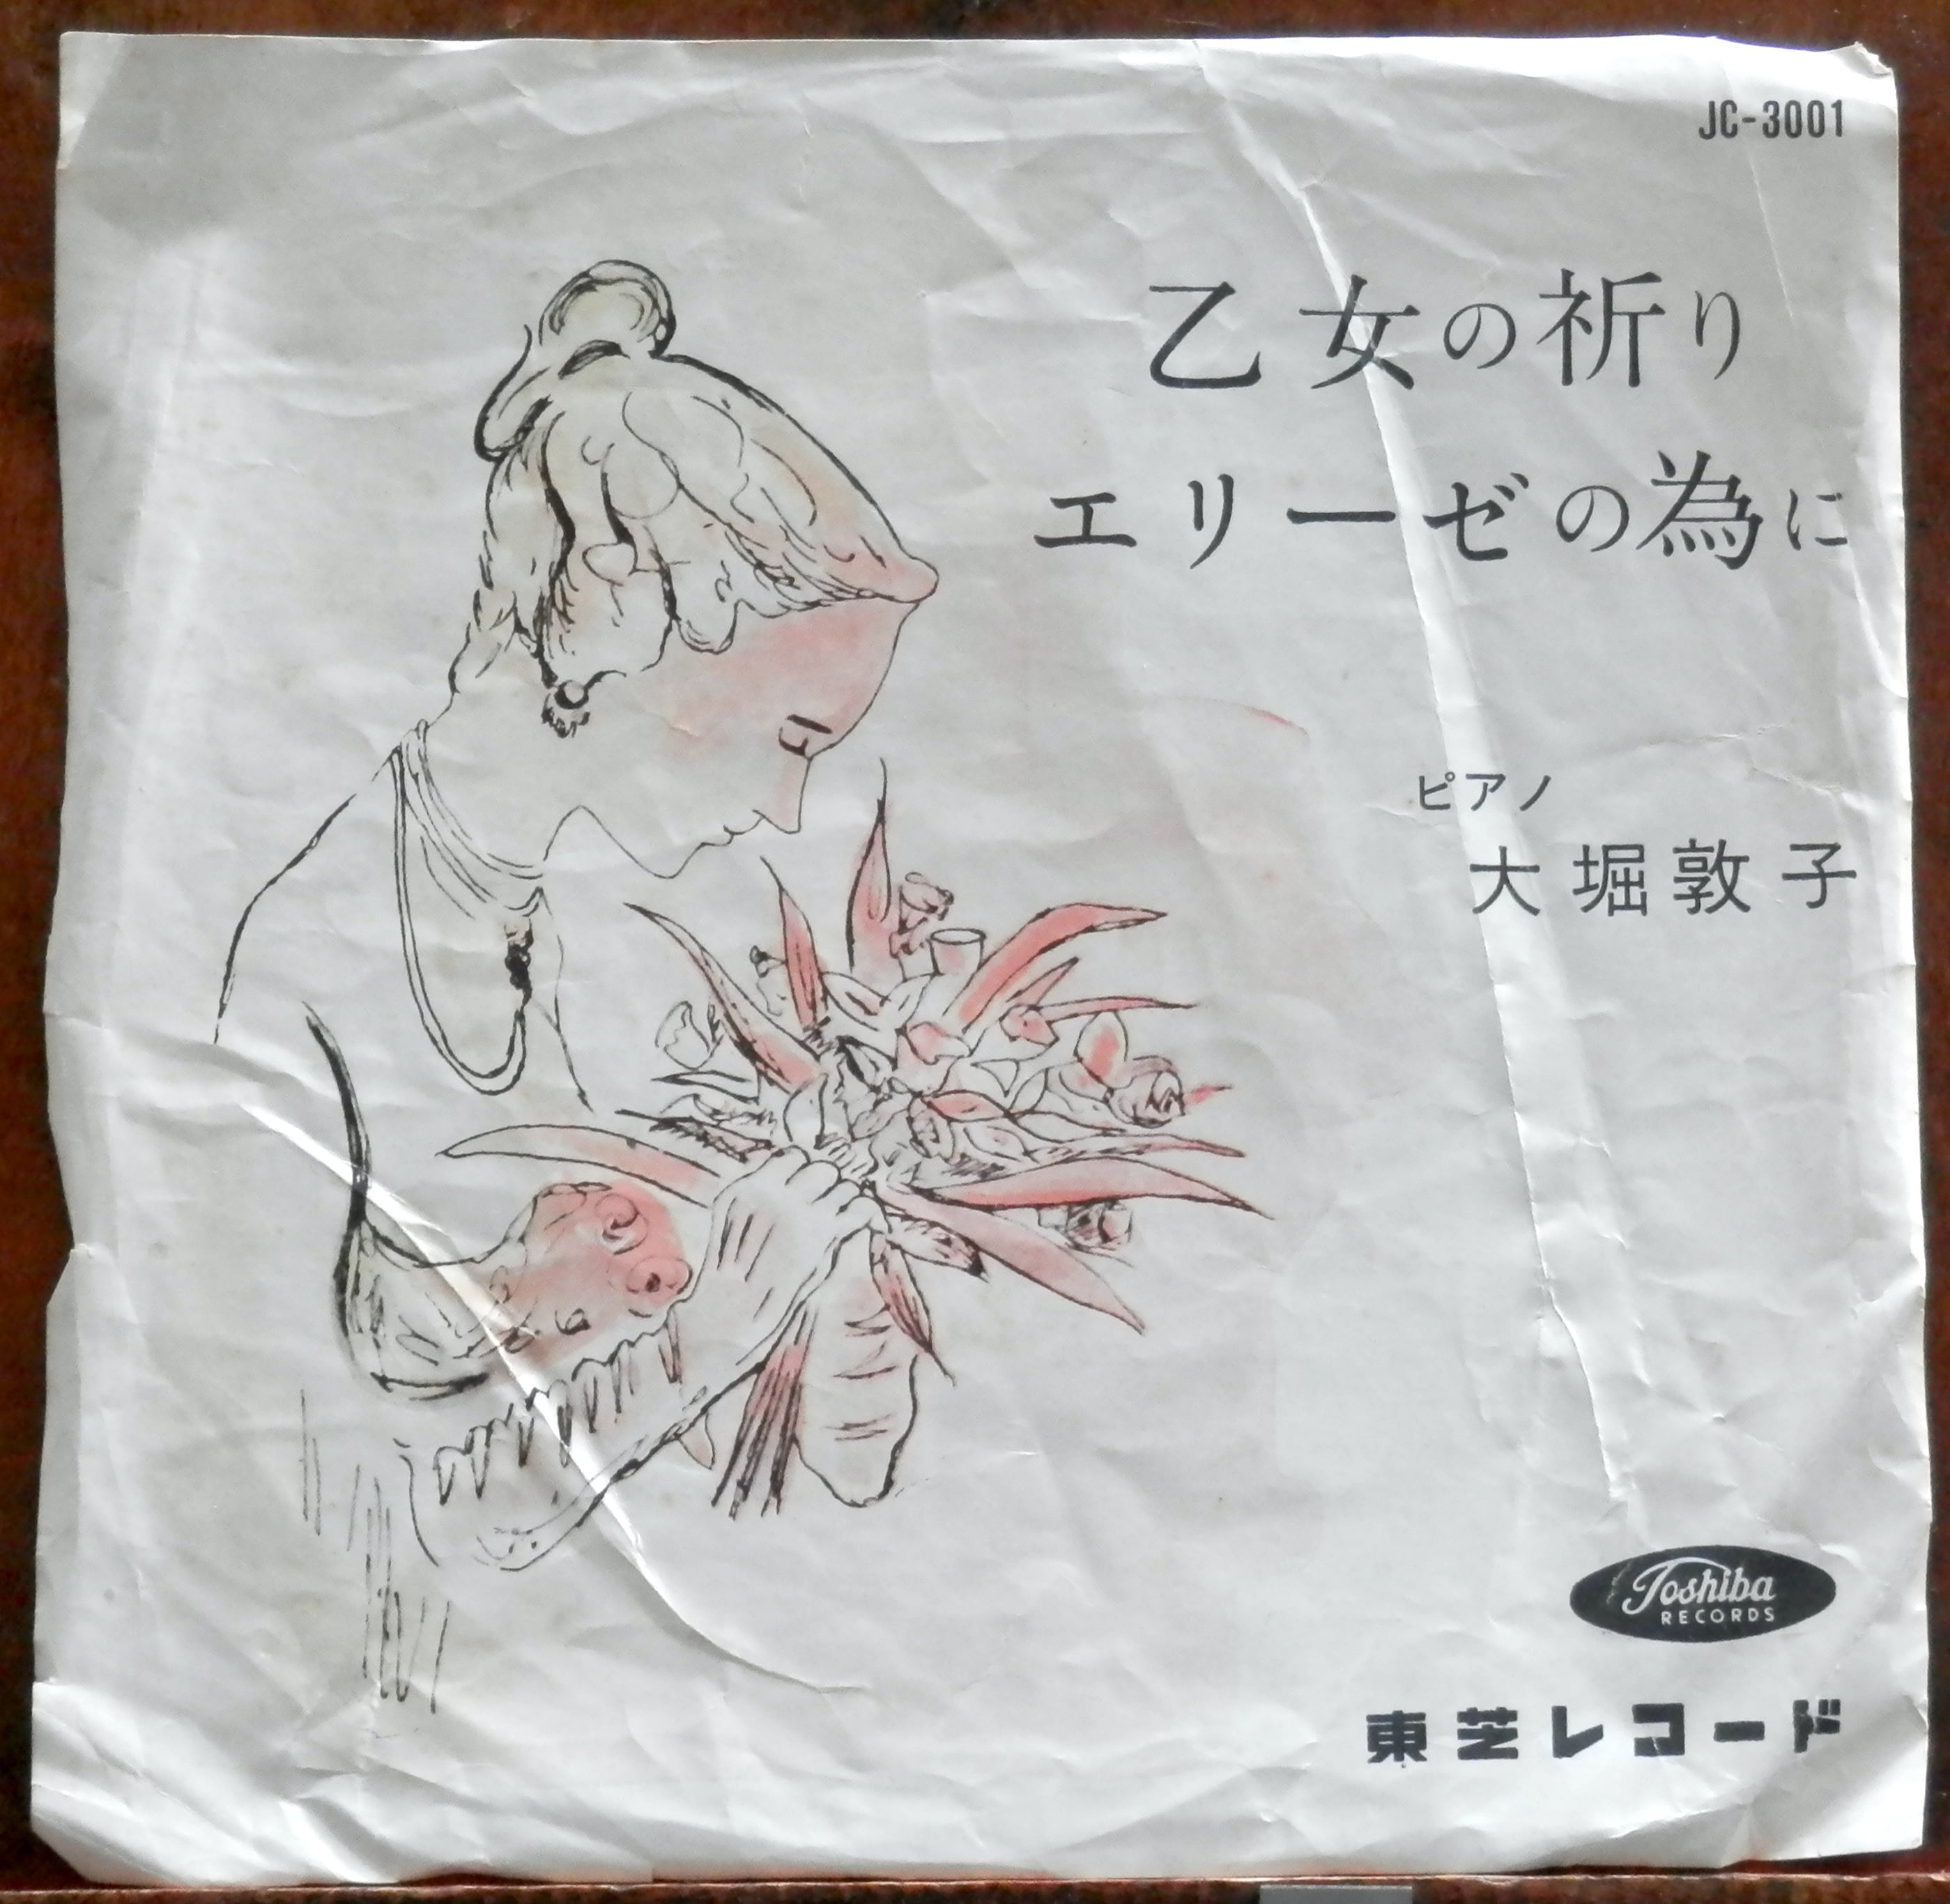 JC-3001
乙女の祈り
エリーゼの為に
ピアノ
大堀敦子
Toshiba
RECORDS
東芝レコード